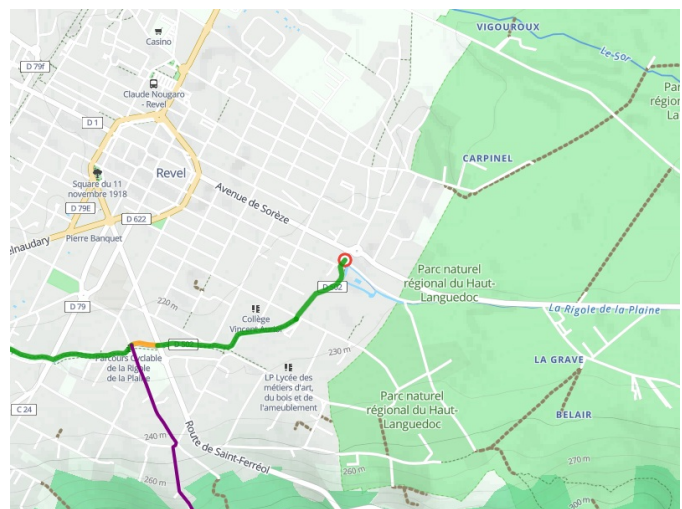 VIGOUROUX
Casino
Le Sor
D 79f
Claude Nougaro
- Revel
D 1
CARPINEL
Revel
Square du 11
novembre 1918
Avenue de Sorèze
D 79E
D 622
Pierre Banquet
Parc naturel
régional du Haut-
Languedoc
220 m
D 79
La Rigole de la Plaine
Collège
230 m
Parcours Cyclable
de la Rigole
de la Plaine
LA GRAVE
LP Lycée des
métiers d'art,
du bois et de
l'ameublement
Parc naturel
régional du Haut-
Languedoc
C 24
BELAIR
240 m
Route de Saint-Ferréol
270 m
260 m
260 m
300 m